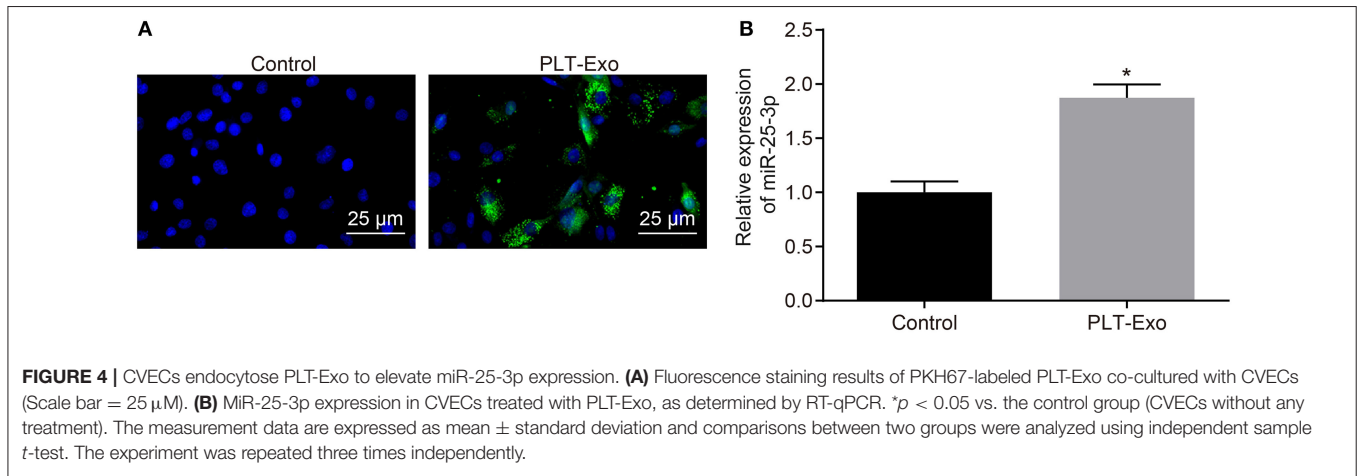 A
Control
PLT-Exo
25 μm
25 μm
B
Relative expression
of miR-25-3p
2.5
2.0
1.5
1.0
0.5
0.0
*
Control
PLT-Exo
FIGURE 4 | CVECs endocytose PLT-Exo to elevate miR-25-3p expression. (A) Fluorescence staining results of PKH67-labeled PLT-Exo co-cultured with CVECs
(Scale bar = 25 μM). (B) MiR-25-3p expression in CVECs treated with PLT-Exo, as determined by RT-qPCR. *p < 0.05 vs. the control group (CVECs without any
treatment). The measurement data are expressed as mean ± standard deviation and comparisons between two groups were analyzed using independent sample
t-test. The experiment was repeated three times independently.